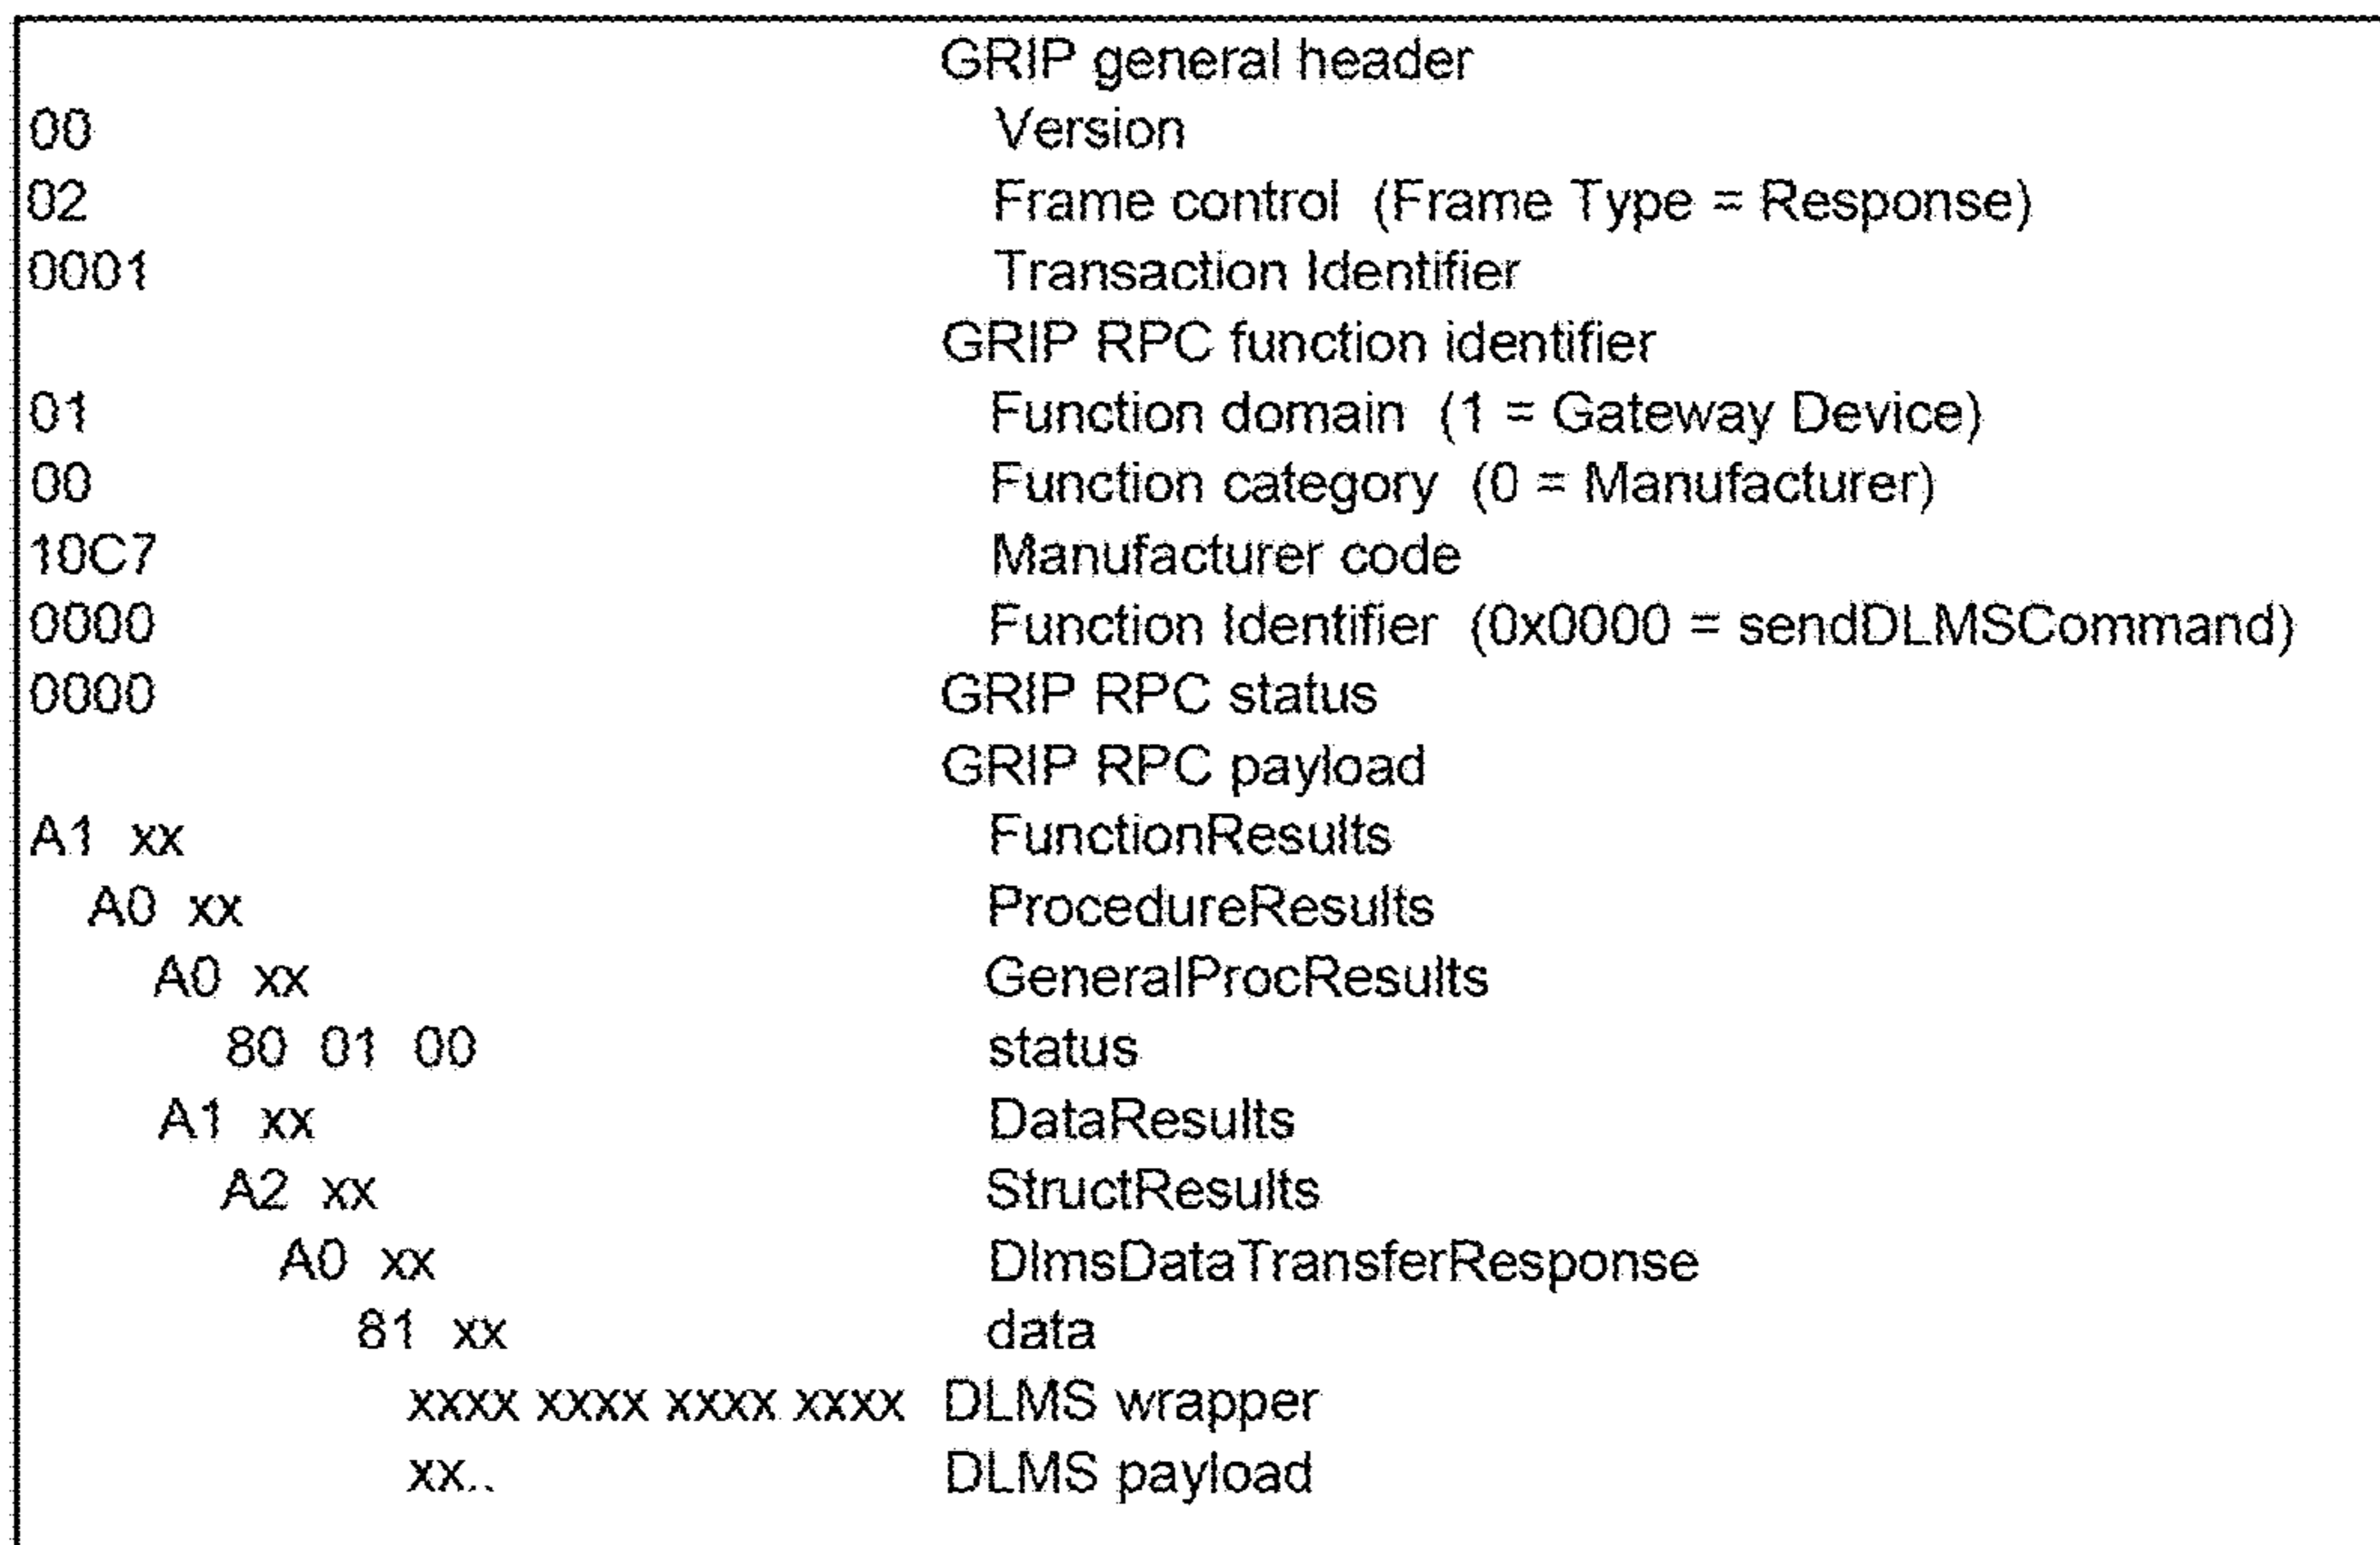 GRIP general header
00 Version
02 Frame control (Frame Type = Response)
0001 Transaction Identifier
GRIP RPC function identifier
01 Function domain (1 = Gateway Device)
00 Function category (0 = Manufacturer)
10C7 Manufacturer code
0000 Function Identifier (0x0000 = sendDLMSCommand)
0000 GRIP RPC status
GRIP RPC payload
A1 xx FunctionResults
A0 xx ProcedureResults
A0 xx GeneralProcResults
80 01 00 status
A1 xx DataResults
A2 xx StructResults
A0 xx DlmsDataTransferResponse
81 xx data
xxxx xxxx xxxx xxxx DLMS wrapper
xx.. DLMS payload